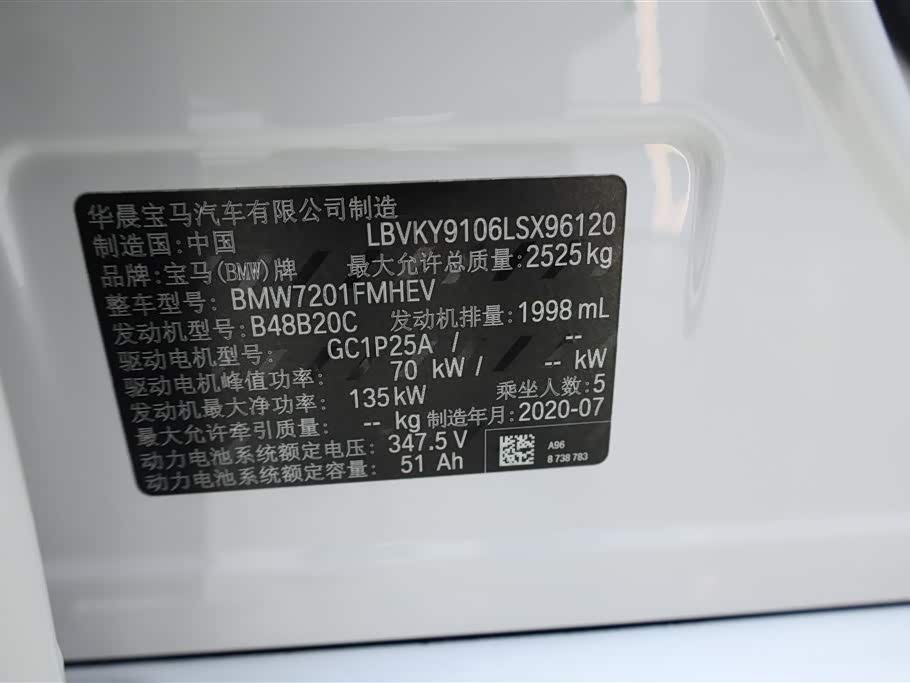 华晨宝马汽车有限公司制造
制造国:中国 LBVKY9106LSX96120
品牌:宝马(BMW)牌 最大允许总质量:2525kg
整车型号:BMW7201FMHEV
发动机型号:B48B20C 发动机排量:1998 mL
驱动电机型号: GC1P25A / --
驱动电机峰值功率: 70 kW / -- kW
发动机最大净功率: 135kW 乘坐人数:5
最大允许牵引质量: -- kg 制造年月:2020-07
动力电池系统额定电压: 347.5 V
动力电池系统额定容量: 51 Ah
A96
8 738 783